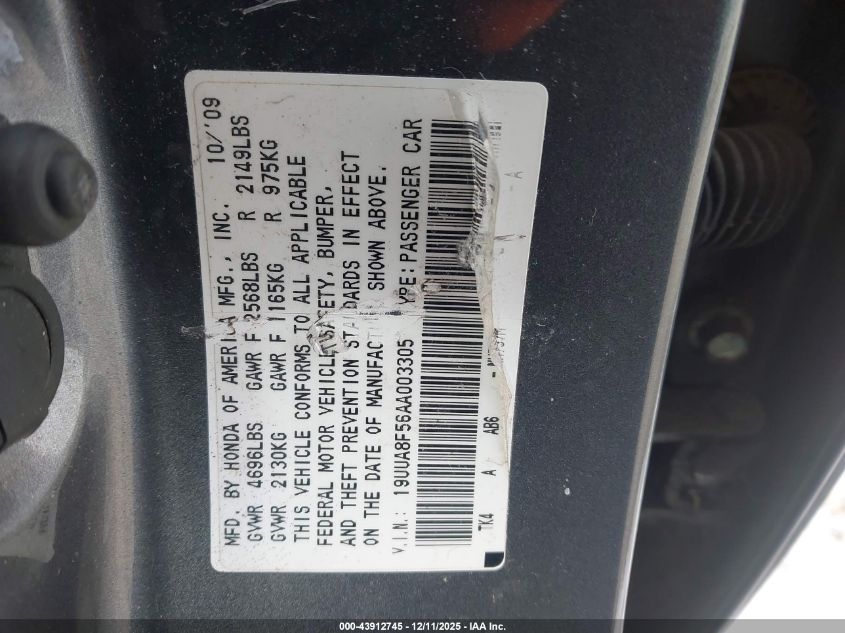 MFD. BY HONDA OF AMERICA MFG., INC. 10/'09
GVWR 4696LBS GAWR F 2568LBS R 2149LBS
GVWR 2130KG GAWR F 1165KG R 975KG
THIS VEHICLE CONFORMS TO ALL APPLICABLE
FEDERAL MOTOR VEHICLE SAFETY, BUMPER,
AND THEFT PREVENTION STANDARDS IN EFFECT
ON THE DATE OF MANUFACT SHOWN ABOVE.
V.I.N.: 19UUA8F56AA003305 YPE: PASSENGER CAR
TK4 A AB6 - A
000-43912745 - 12/11/2025 - IAA Inc.